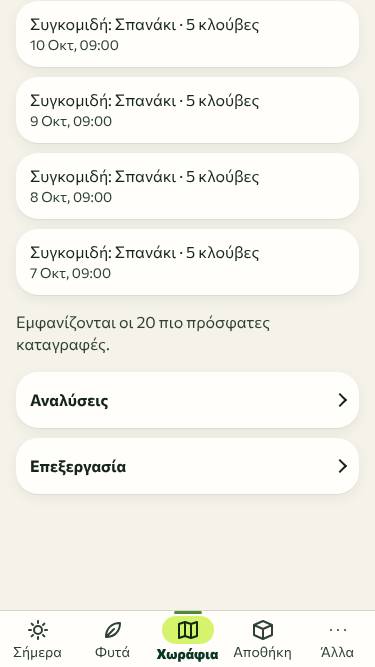 Συγκομιδή: Σπανάκι · 5 κλούβες
10 Οκτ, 09:00
Συγκομιδή: Σπανάκι · 5 κλούβες
9 Οκτ, 09:00
Συγκομιδή: Σπανάκι · 5 κλούβες
8 Οκτ, 09:00
Συγκομιδή: Σπανάκι · 5 κλούβες
7 Οκτ, 09:00
Εμφανίζονται οι 20 πιο πρόσφατες
καταγραφές.
Αναλύσεις
Επεξεργασία
Σήμερα Φυτά Χωράφια Αποθήκη Άλλα